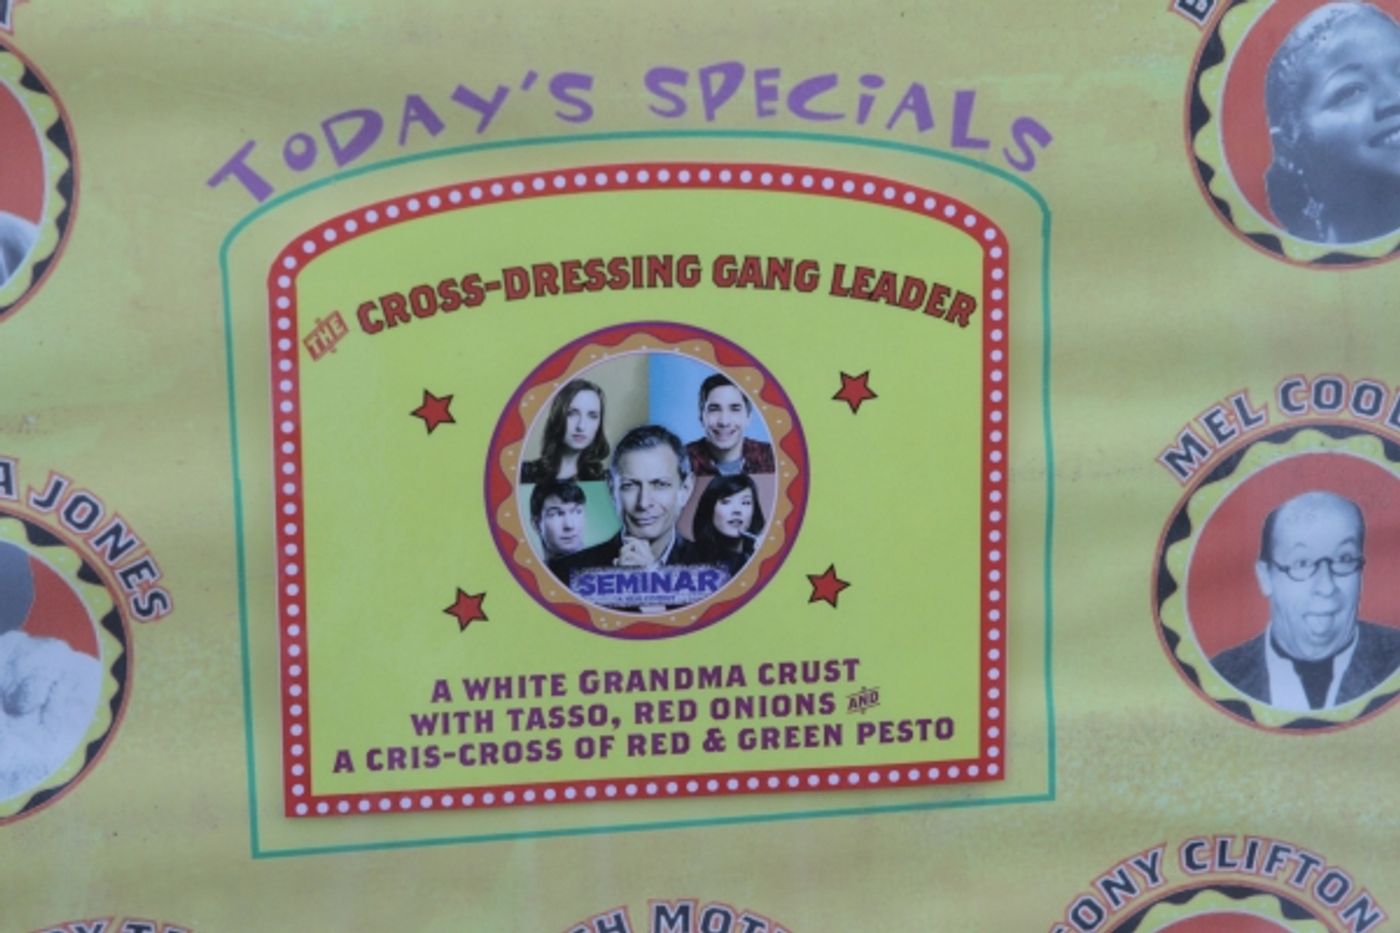 TODAY'S SPECIALS
THE CROSS-DRESSING GANG LEADER
SEMINAR
A WHITE GRANDMA CRUST
WITH TASSO, RED ONIONS AND
A CRIS-CROSS OF RED & GREEN PESTO
JONES
MEL COO
ONY CLIFTON
H MOT